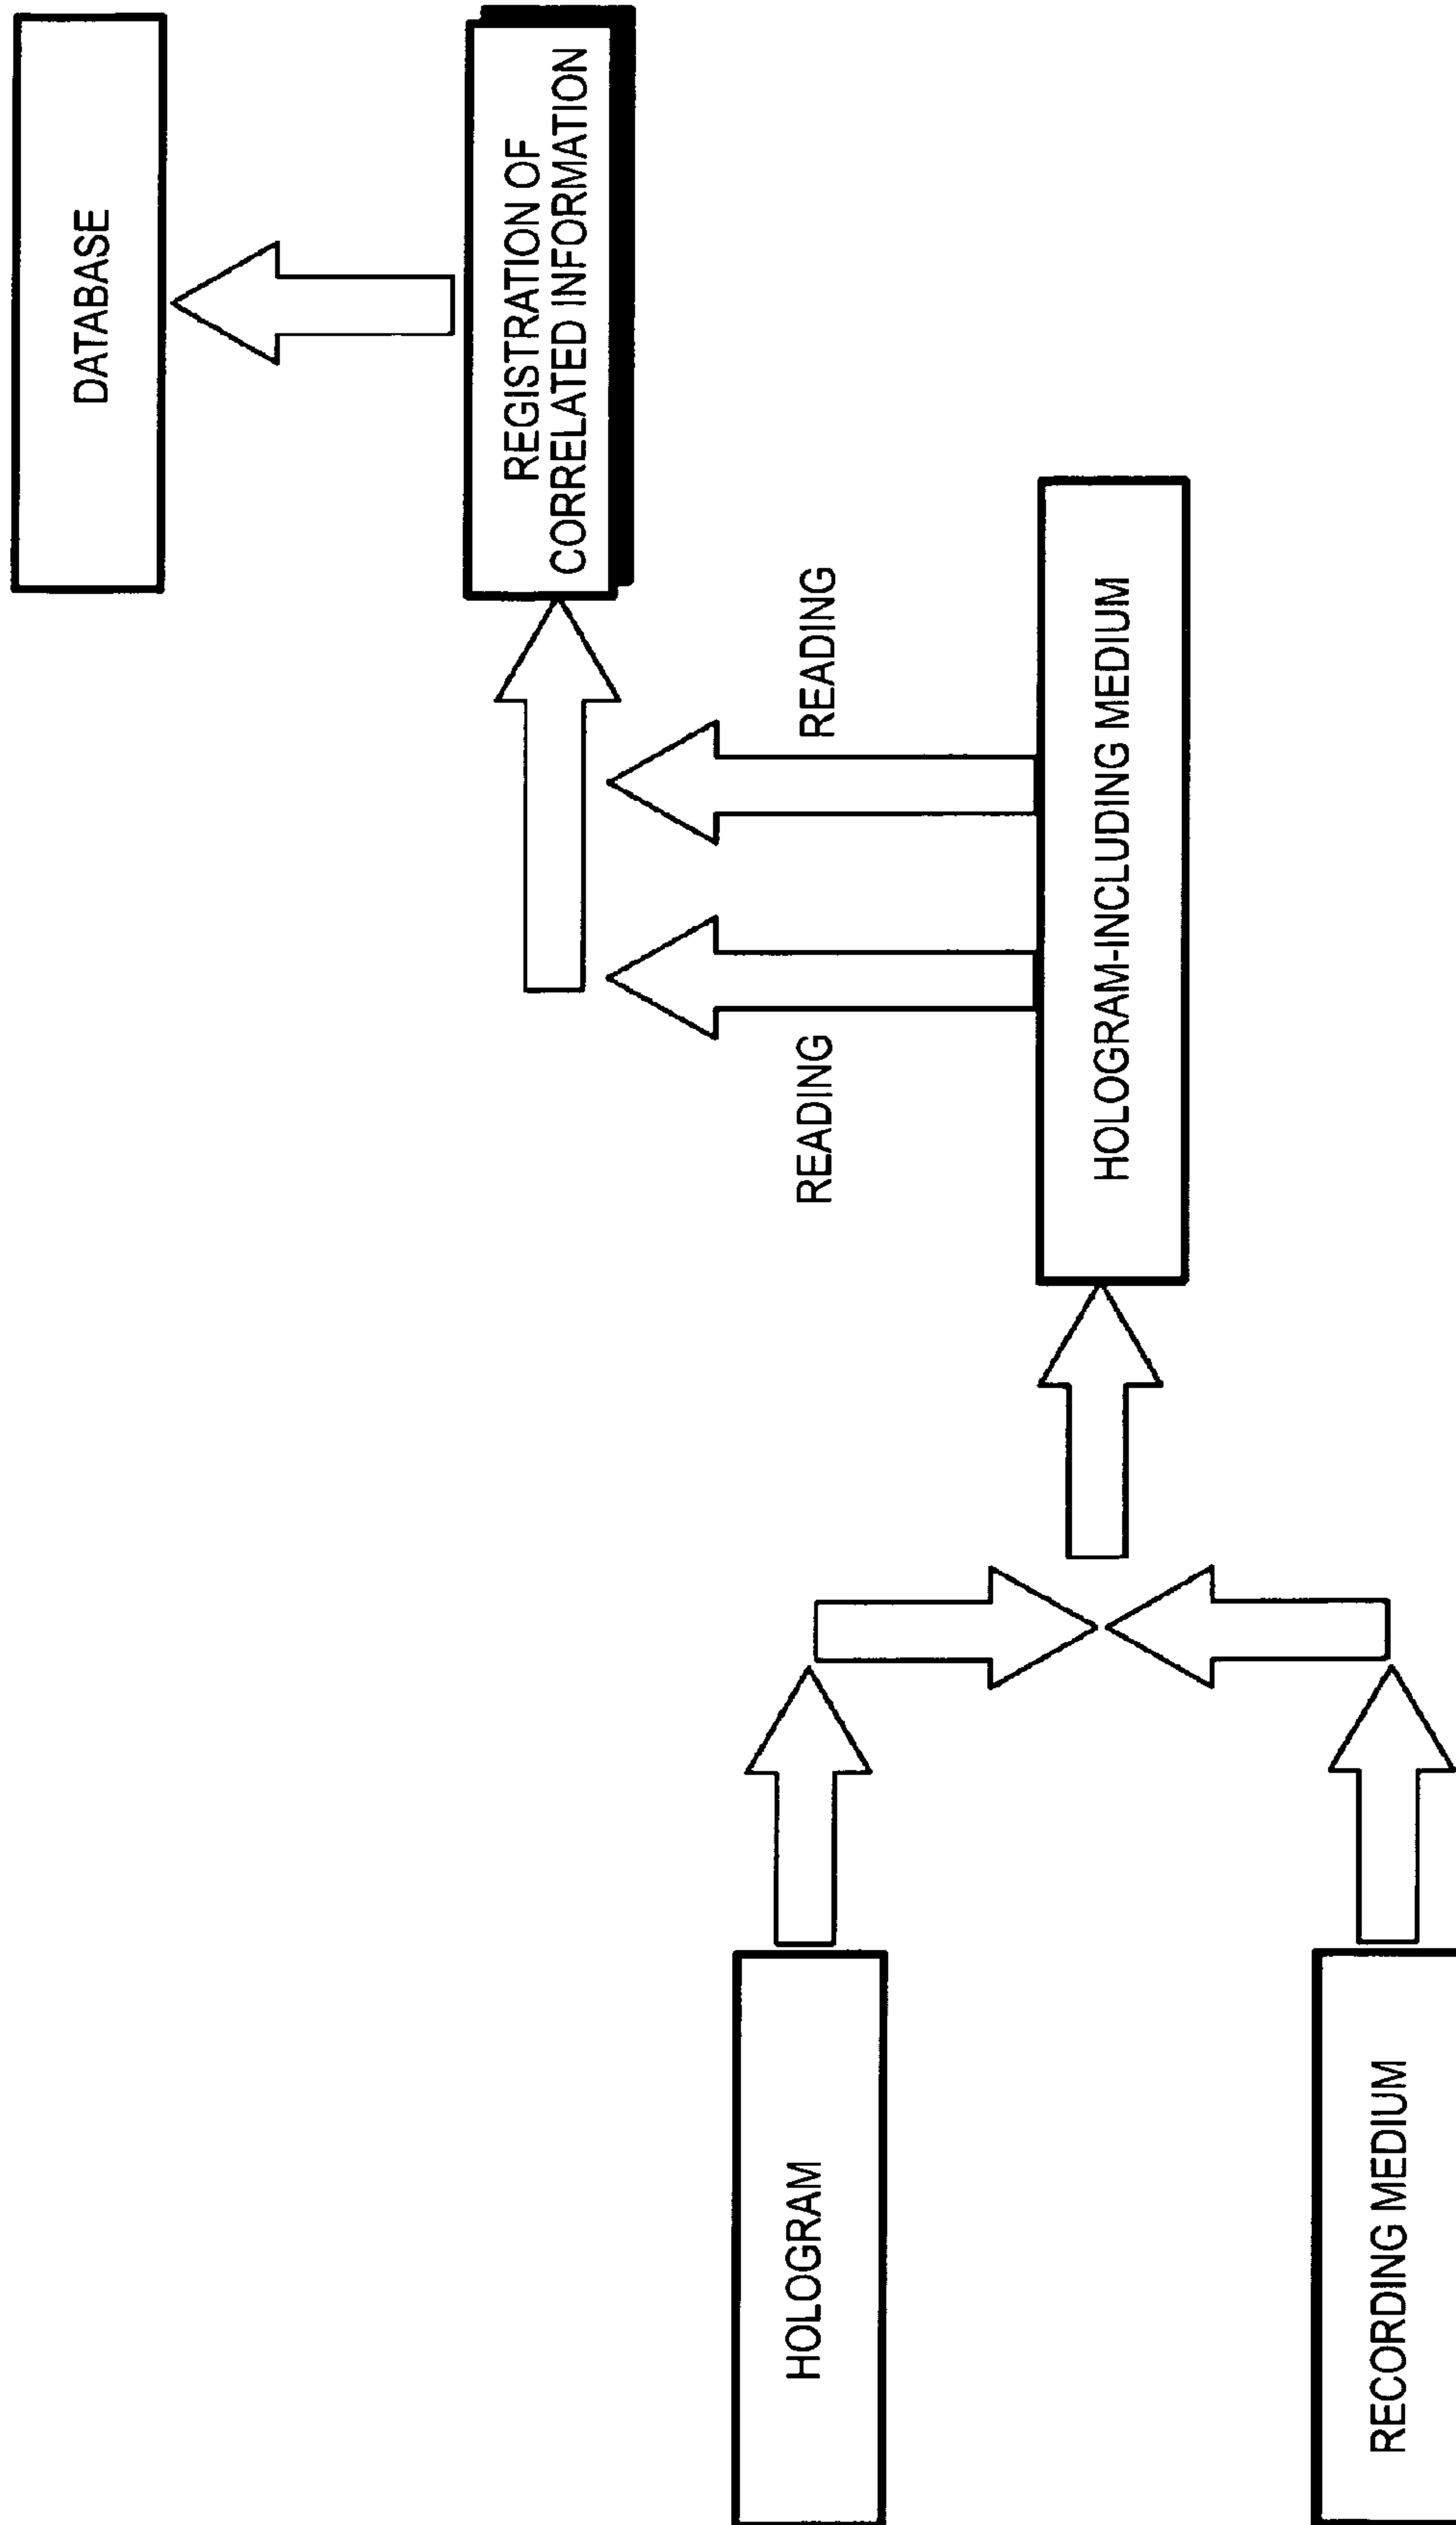 DATABASE
REGISTRATION OF
CORRELATED INFORMATION
HOLOGRAM
READING
READING
HOLOGRAM-INCLUDING MEDIUM
RECORDING MEDIUM